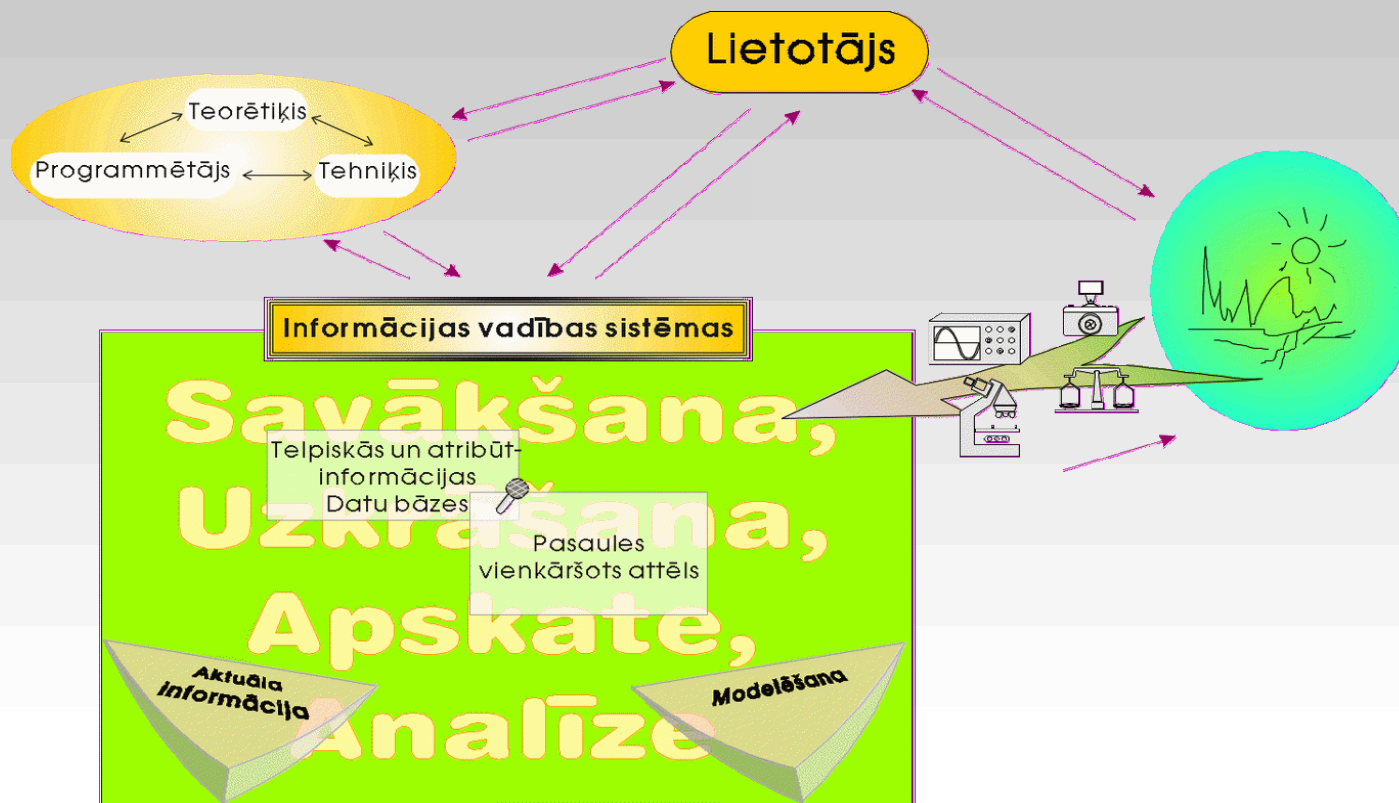 Lietotājs
Teorētiķis
Programmētājs
Tehniķis
Informācijas vadības sistēmas
Savākšana,
Telpiskās un atribūt-
informācijas
Datu bāzes
Uzkrāšana,
Pasaules
vienkāršots attēls
Apskate,
Aktuāla
informācija
Modelēšana
Analīze